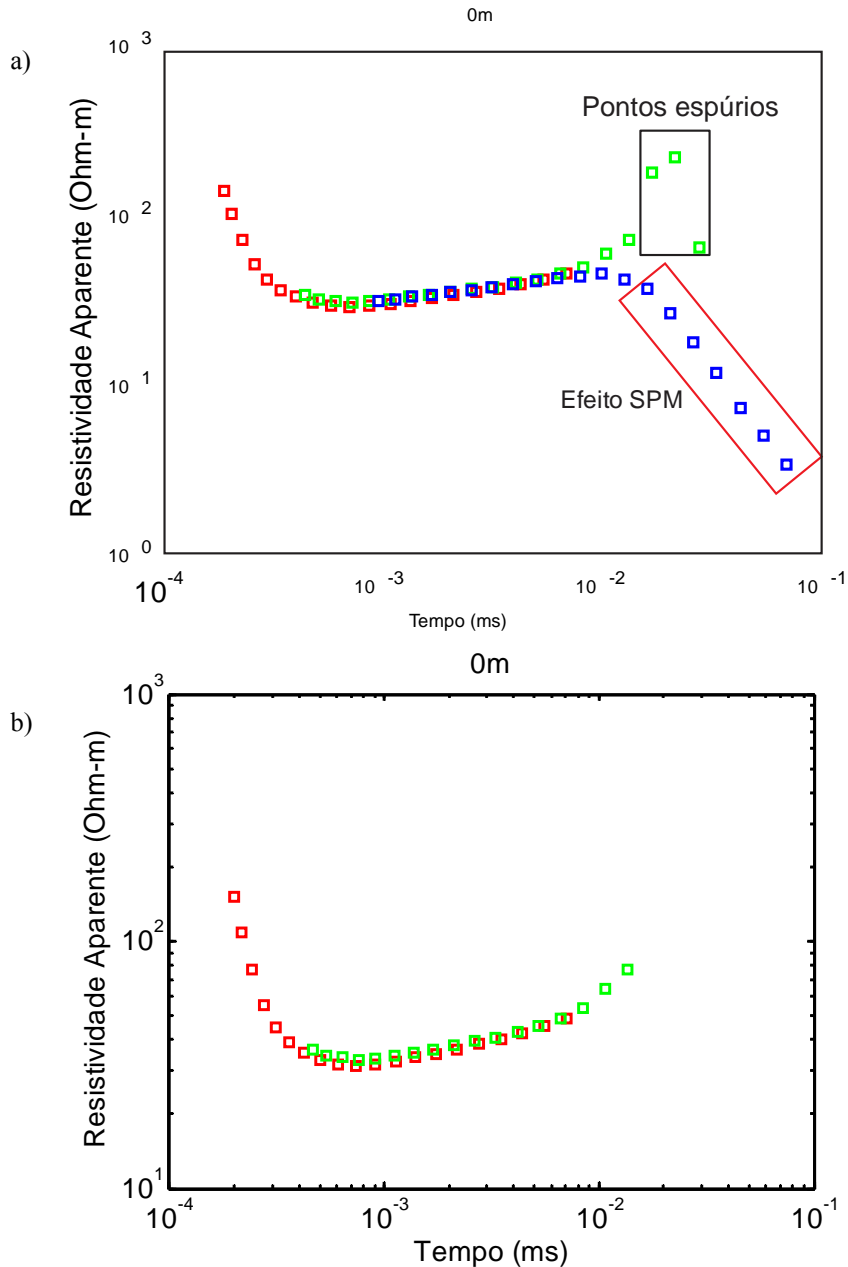 0m
a)
10 3
Pontos espúrios
10 2
Resistividade Aparente (Ohm-m)
10 1
Efeito SPM
10 0
10 -4
10 -3
10 -2
10 -1
Tempo (ms)
0m
b)
10 3
Resistividade Aparente (Ohm-m)
10 2
10 1
10 -4
10 -3
10 -2
10 -1
Tempo (ms)